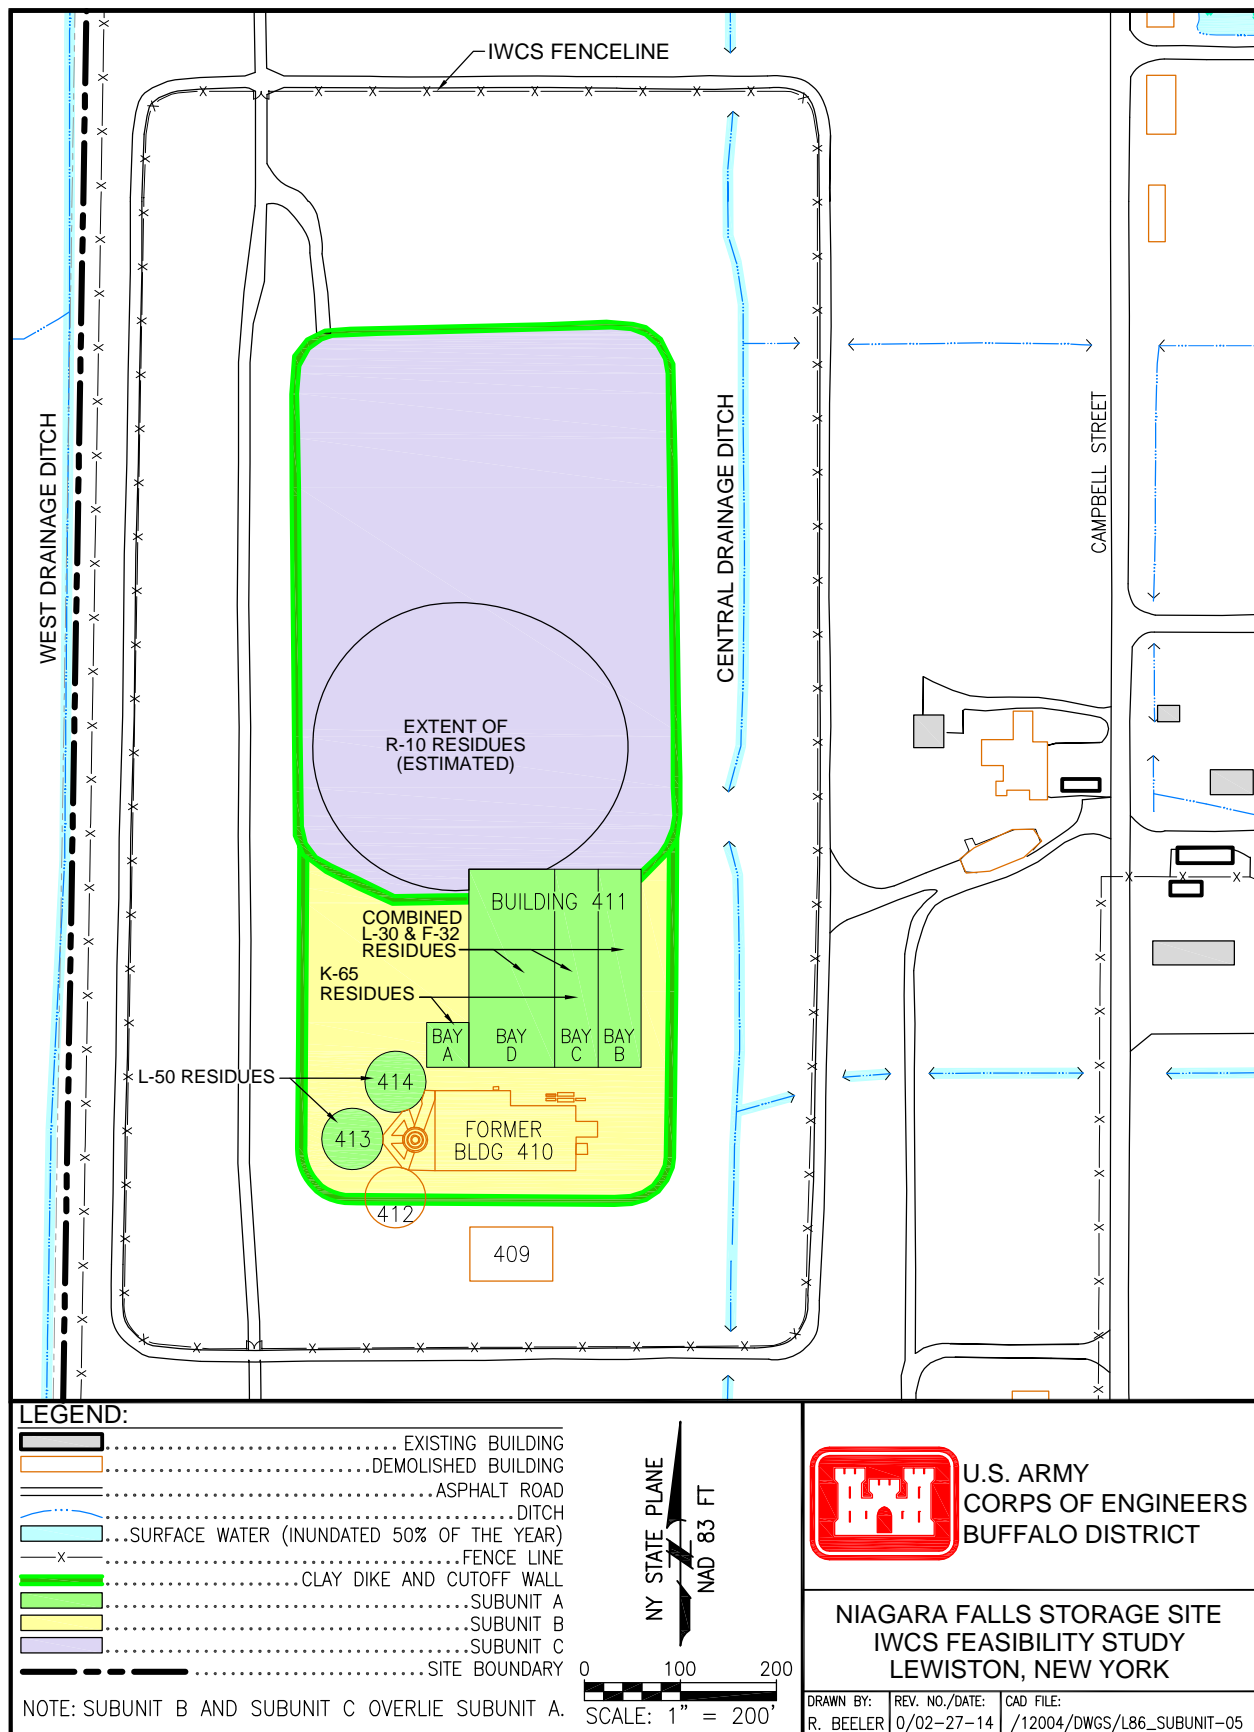 IWCS FENCELINE
WEST DRAINAGE DITCH
CENTRAL DRAINAGE DITCH
CAMPBELL STREET
EXTENT OF
R-10 RESIDUES
(ESTIMATED)
BUILDING 411
COMBINED
L-30 & F-32
RESIDUES
K-65
RESIDUES
BAY
A
BAY
D
BAY
C
BAY
B
L-50 RESIDUES
414
413
FORMER
BLDG 410
412
409
LEGEND:
EXISTING BUILDING
DEMOLISHED BUILDING
ASPHALT ROAD
DITCH
SURFACE WATER (INUNDATED 50% OF THE YEAR)
X FENCE LINE
CLAY DIKE AND CUTOFF WALL
SUBUNIT A
SUBUNIT B
SUBUNIT C
SITE BOUNDARY
NOTE: SUBUNIT B AND SUBUNIT C OVERLIE SUBUNIT A.
NY STATE PLANE
NAD 83 FT
N
0 100 200
SCALE: 1" = 200'
U.S. ARMY
CORPS OF ENGINEERS
BUFFALO DISTRICT
NIAGARA FALLS STORAGE SITE
IWCS FEASIBILITY STUDY
LEWISTON, NEW YORK
DRAWN BY:
R. BEELER
REV. NO./DATE:
0/02-27-14
CAD FILE:
/12004/DWGS/L86_SUBUNIT-05